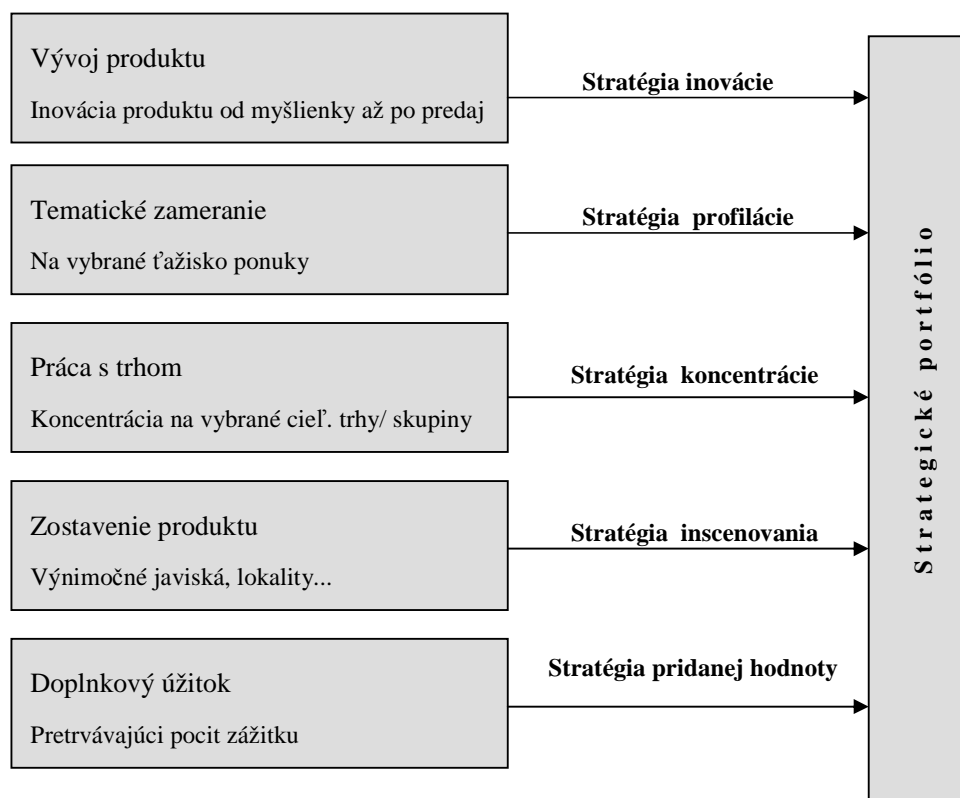 Vývoj produktu
Inovácia produktu od myšlienky až po predaj
Stratégia inovácie
Tematické zameranie
Na vybrané ťažisko ponuky
Stratégia profilácie
Práca s trhom
Koncentrácia na vybrané cieľ. trhy/ skupiny
Stratégia koncentrácie
Zostavenie produktu
Výnimočné javiská, lokality...
Stratégia inscenovania
Doplnkový úžitok
Pretrvávajúci pocit zážitku
Stratégia pridanej hodnoty
Strategické portfólio